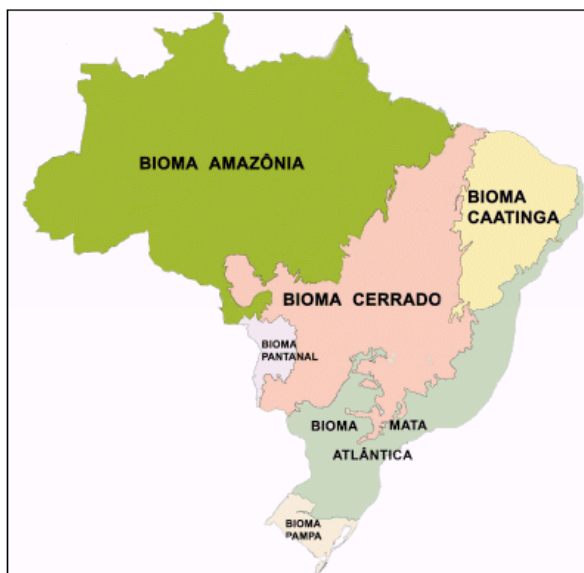 BIOMA AMAZÔNIA
BIOMA
CAATINGA
BIOMA CERRADO
BIOMA
PANTANAL
BIOMA MATA
ATLÂNTICA
BIOMA
PAMPA